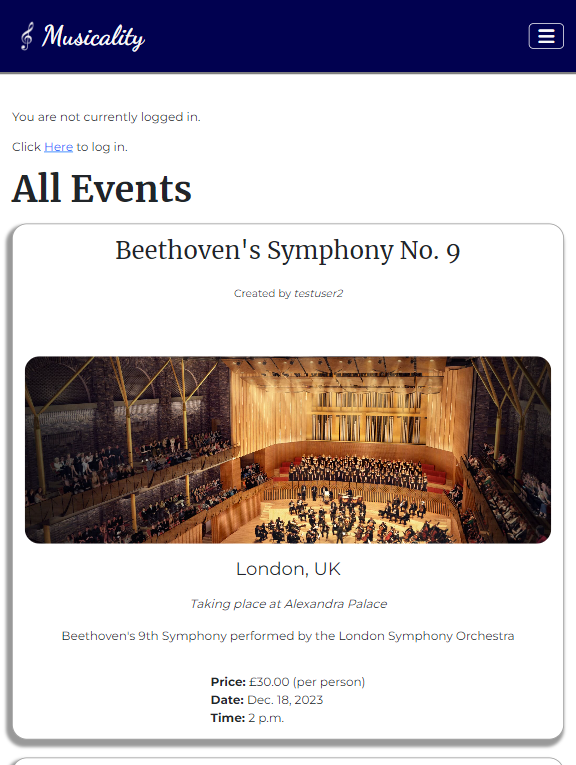 Musicality
You are not currently logged in.
Click Here to log in.
All Events
Beethoven's Symphony No. 9
Created by testuser2
London, UK
Taking place at Alexandra Palace
Beethoven's 9th Symphony performed by the London Symphony Orchestra
Price: £30.00 (per person)
Date: Dec. 18, 2023
Time: 2 p.m.